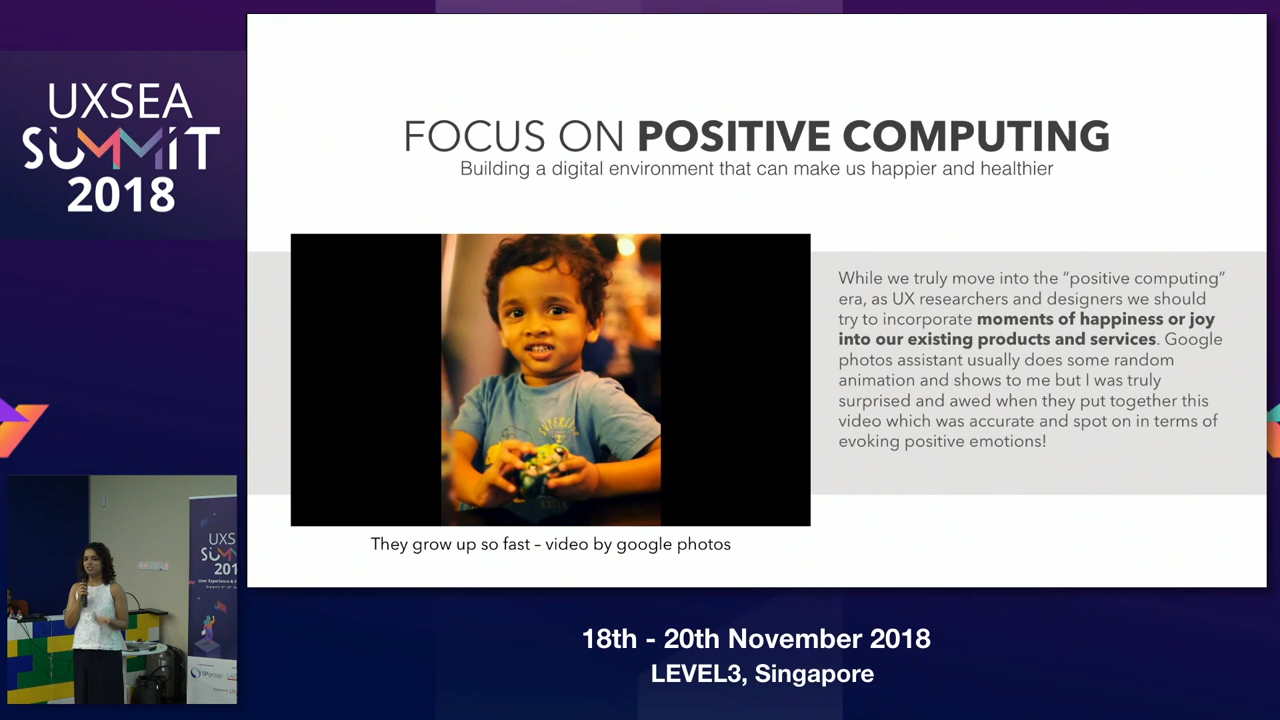 UXSEA
SUMMIT
2018
FOCUS ON POSITIVE COMPUTING
Building a digital environment that can make us happier and healthier
While we truly move into the “positive computing”
era, as UX researchers and designers we should
try to incorporate moments of happiness or joy
into our existing products and services. Google
photos assistant usually does some random
animation and shows to me but I was truly
surprised and awed when they put together this
video which was accurate and spot on in terms of
evoking positive emotions!
They grow up so fast – video by google photos
18th - 20th November 2018
LEVEL3, Singapore
UXS
SUMM
201
SPgroup